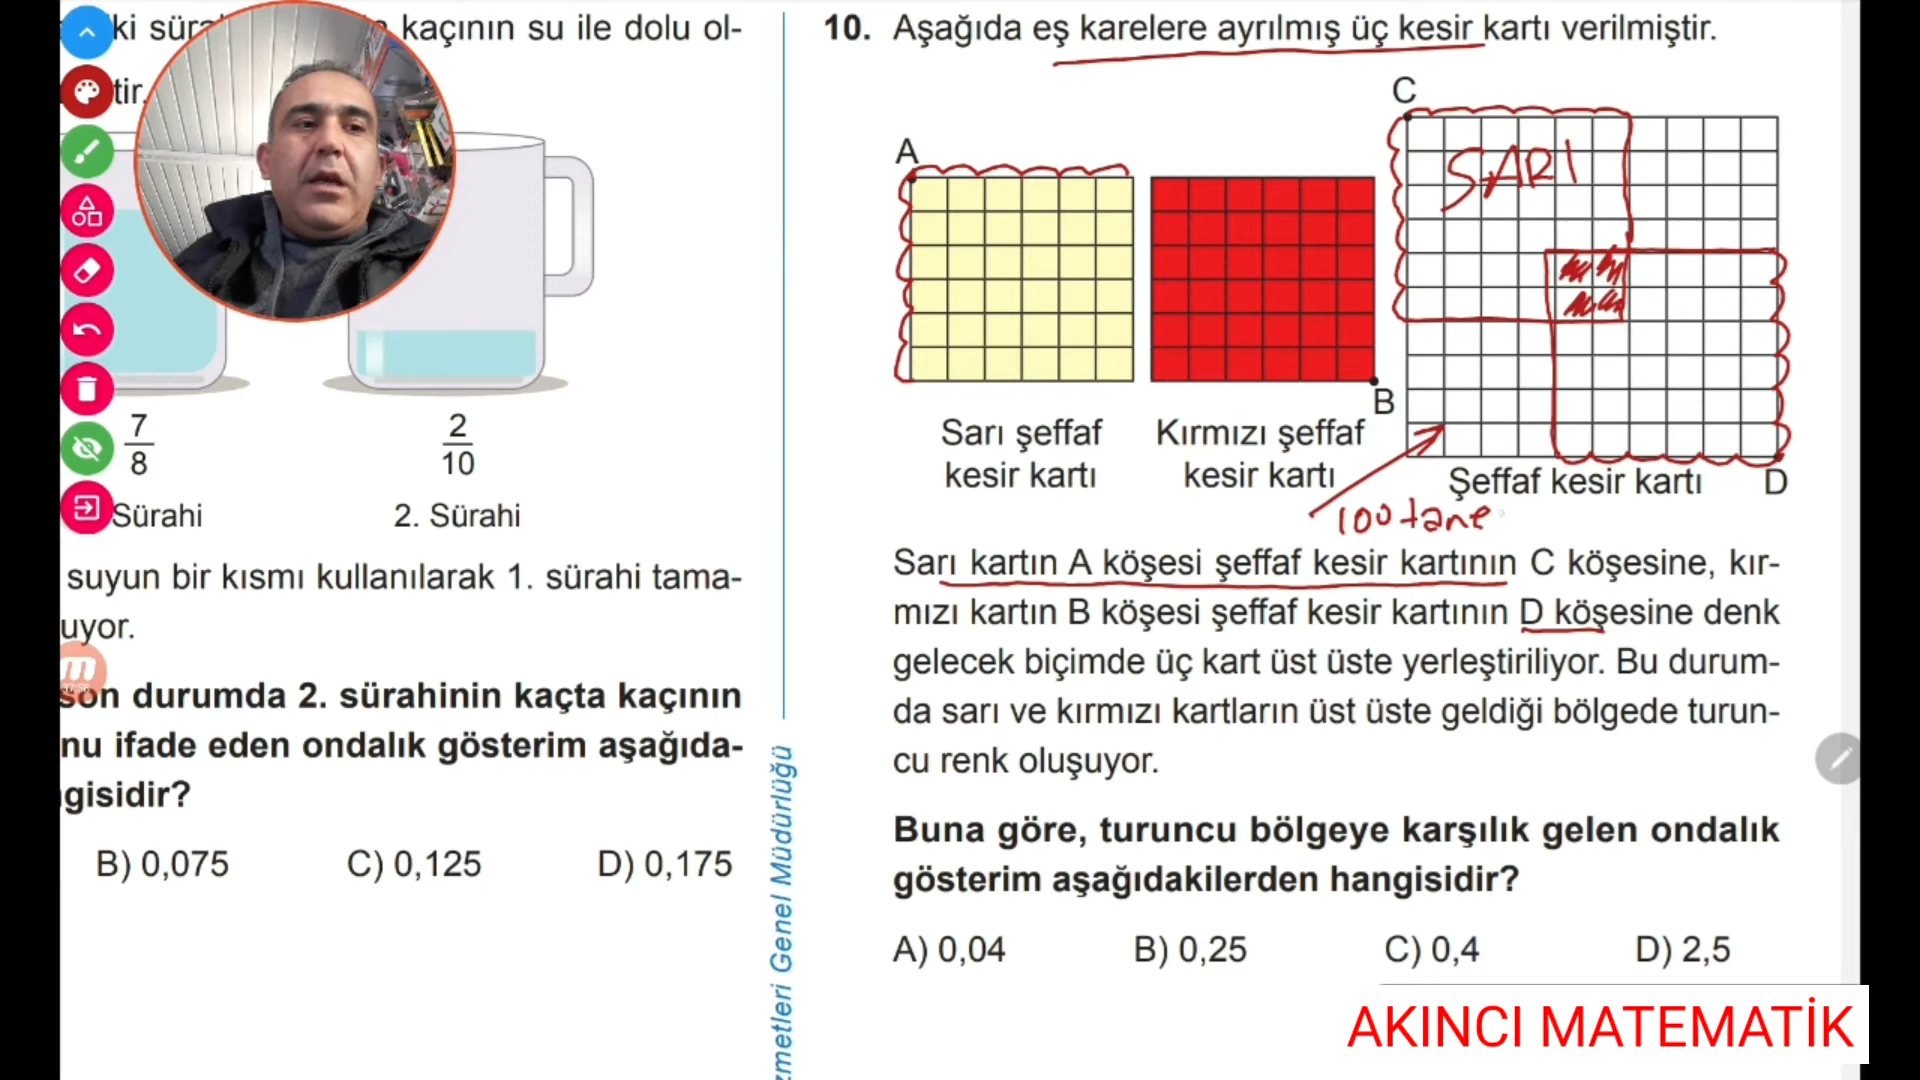 ki sür
kaçının su ile dolu ol-
tir.
7
8
2
10
Sürahi
2. Sürahi
suyun bir kısmı kullanılarak 1. sürahi tama-
uyor.
son durumda 2. sürahinin kaçta kaçının
nu ifade eden ondalık gösterim aşağıda-
gisidir?
B) 0,075 C) 0,125 D) 0,175
zmetleri Genel Müdürlüğü
10. Aşağıda eş karelere ayrılmış üç kesir kartı verilmiştir.
A
C
SARI
B
D
Sarı şeffaf
kesir kartı
Kırmızı şeffaf
kesir kartı
Şeffaf kesir kartı
100 tane
Sarı kartın A köşesi şeffaf kesir kartının C köşesine, kır-
mızı kartın B köşesi şeffaf kesir kartının D köşesine denk
gelecek biçimde üç kart üst üste yerleştiriliyor. Bu durum-
da sarı ve kırmızı kartların üst üste geldiği bölgede turun-
cu renk oluşuyor.
Buna göre, turuncu bölgeye karşılık gelen ondalık
gösterim aşağıdakilerden hangisidir?
A) 0,04 B) 0,25 C) 0,4 D) 2,5
AKINCI MATEMATİK